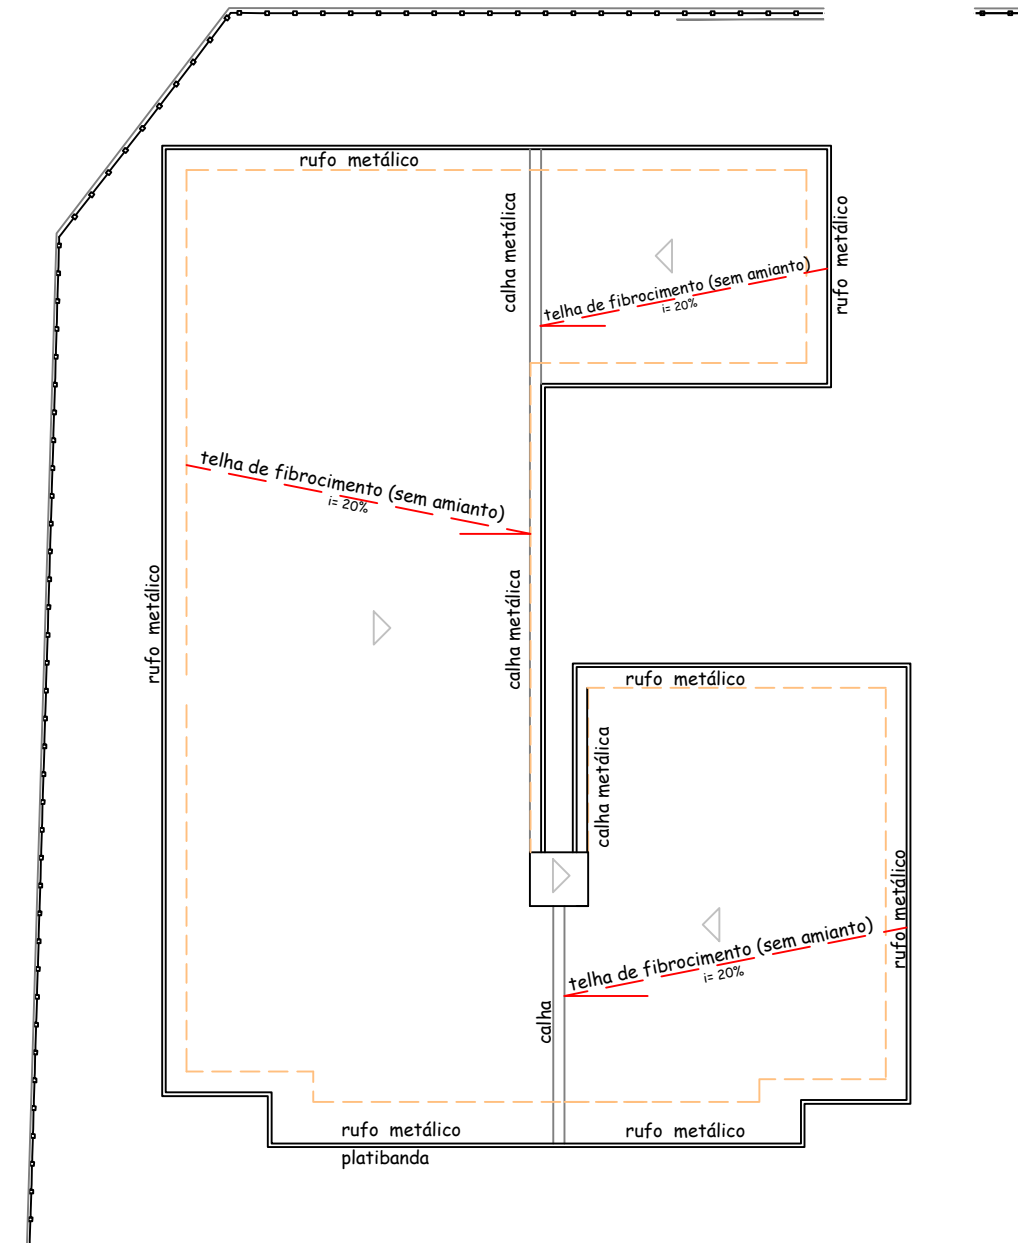 rufo metálico
calha metálica
rufo metálico
telha de fibrocimento (sem amianto)
i= 20%
telha de fibrocimento (sem amianto)
i= 20%
rufo metálico
calha metálica
rufo metálico
calha metálica
rufo metálico
telha de fibrocimento (sem amianto)
i= 20%
calha
rufo metálico
rufo metálico
platibanda